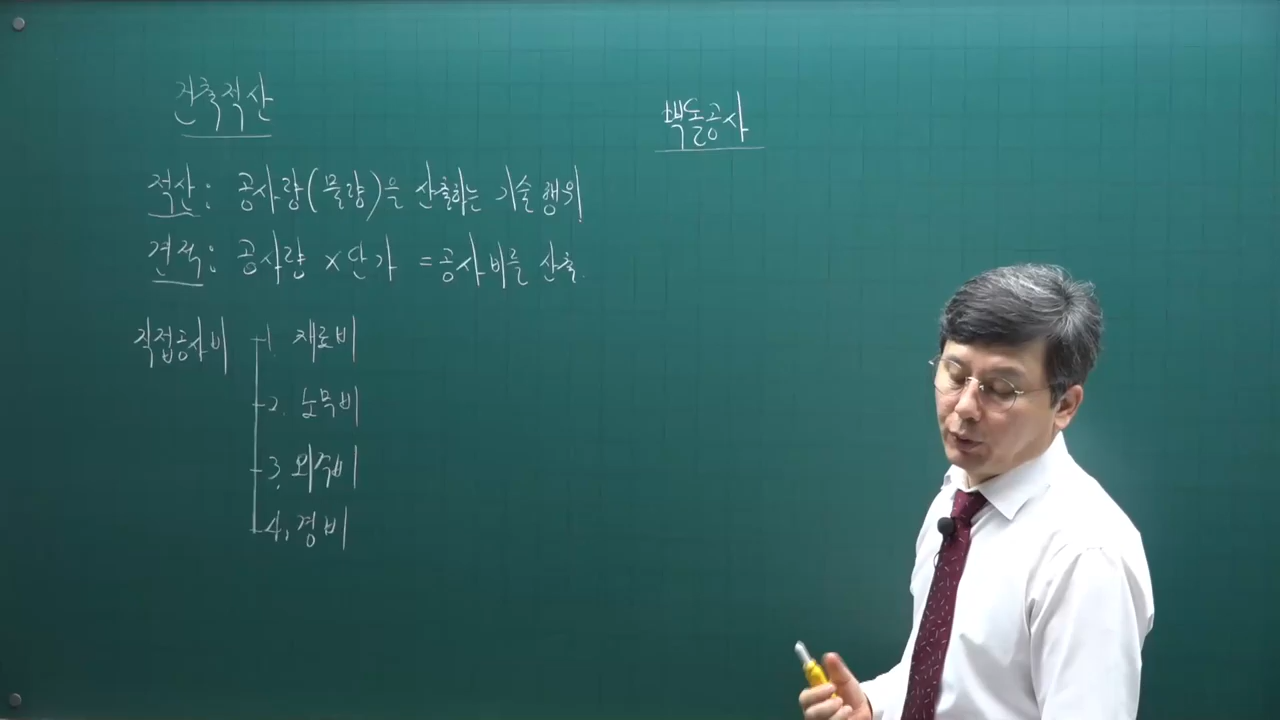 건축적산
적산: 공사량(물량)을 산출하는 기술행위
견적: 공사량 × 단가 = 공사비를 산출.
직접공사비
1. 재료비
2. 노무비
3. 외주비
4. 경비
벽돌공사